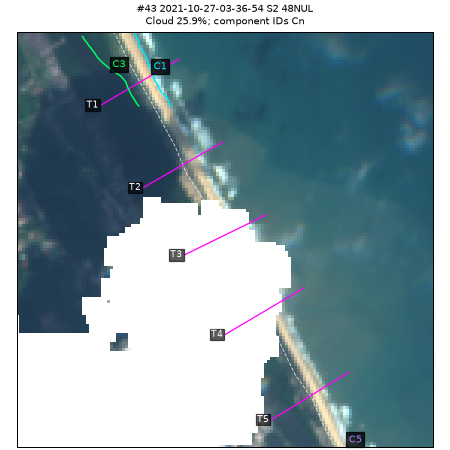 #43 2021-10-27-03-36-54 S2 48NUL
Cloud 25.9%; component IDs Cn
C3
C1
T1
T2
T3
T4
T5
C5